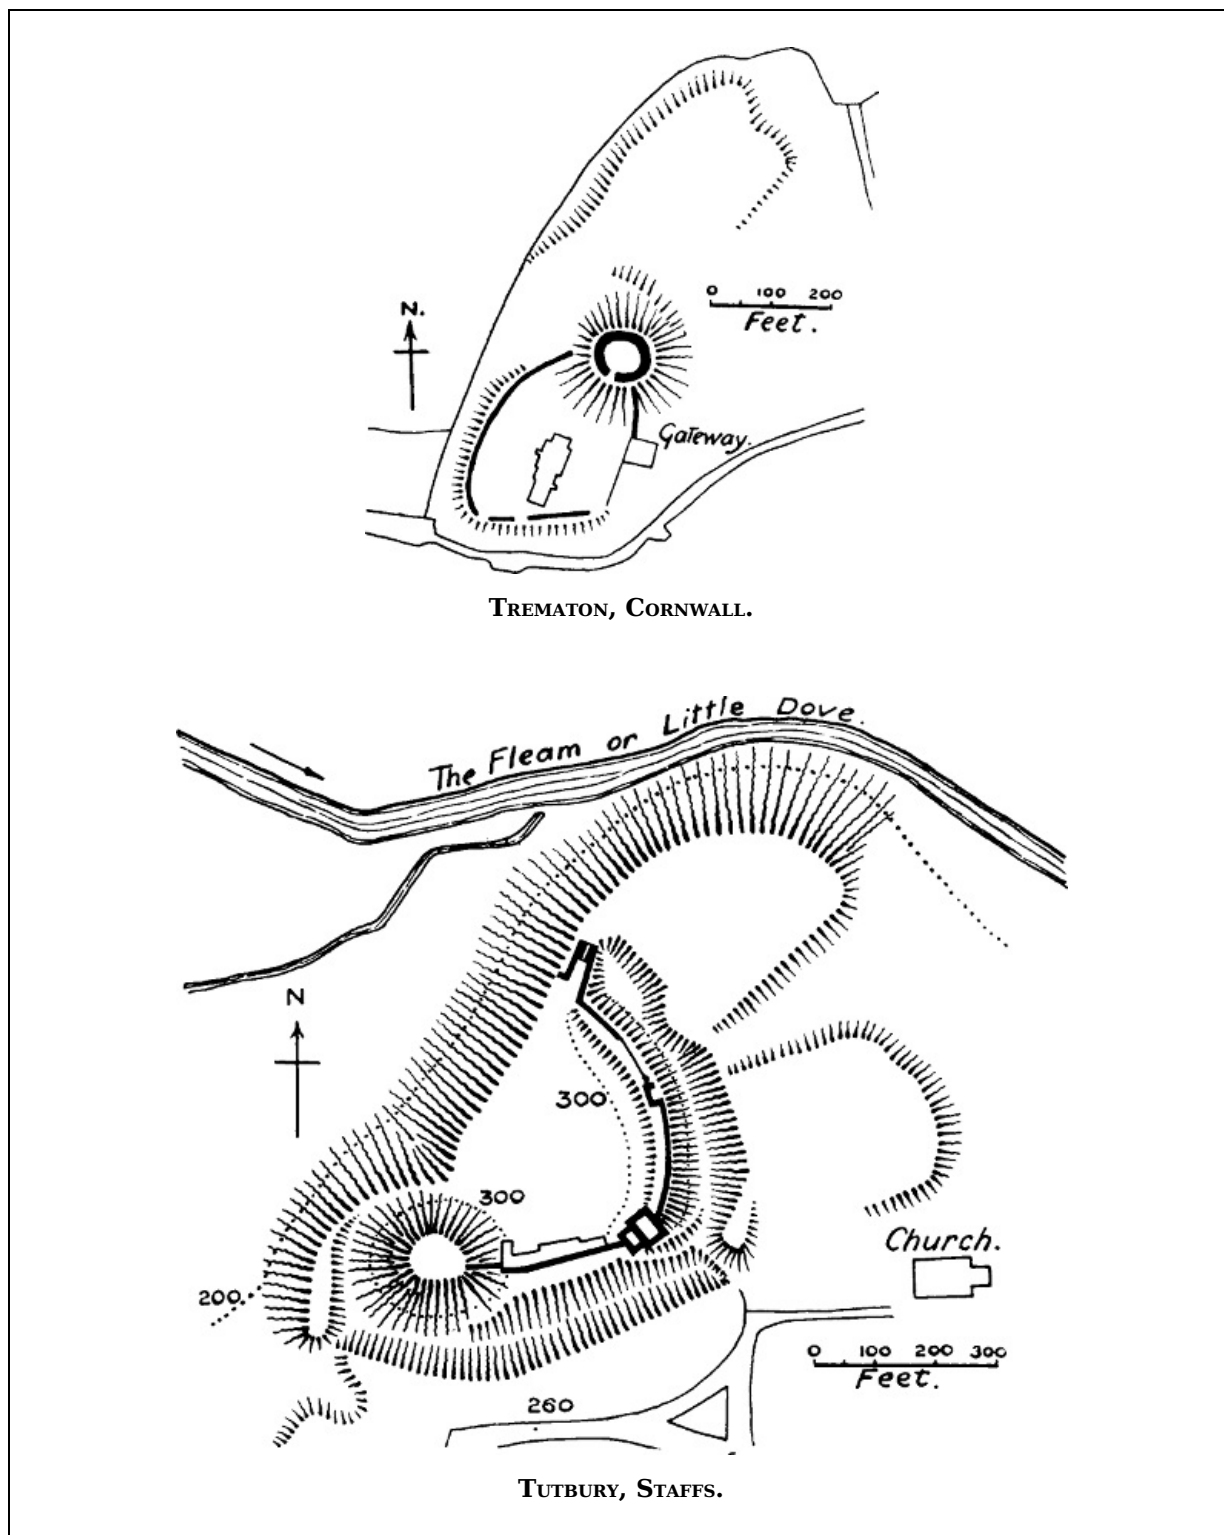 N.
0 100 200
Feet.
Gateway.
TREMATON, CORNWALL.
The Fleam or Little Dove.
N
300
300
200
Church.
0 100 200 300
Feet.
260
TUTBURY, STAFFS.